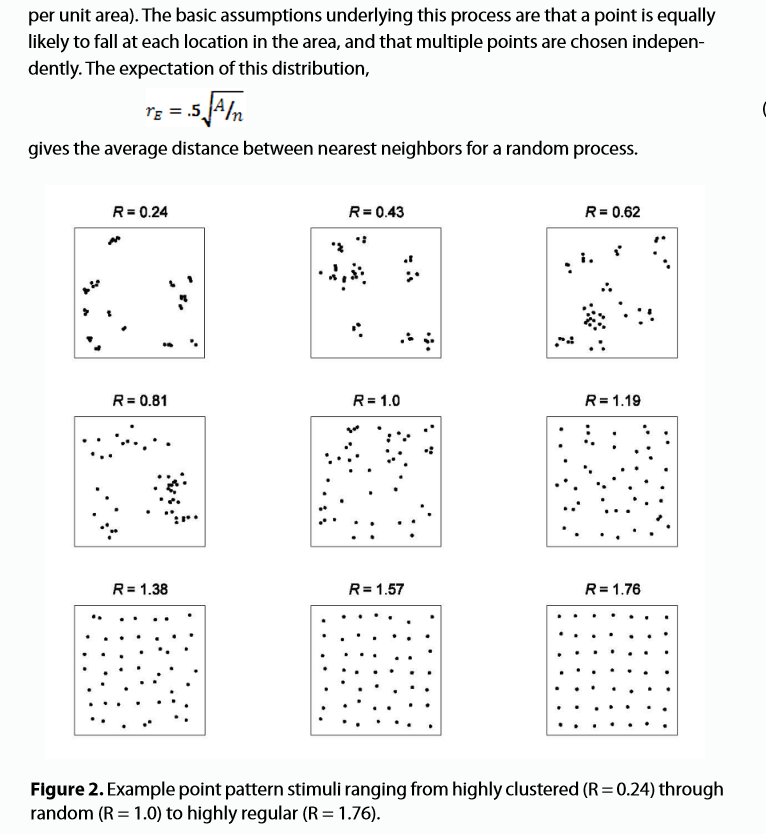 per unit area). The basic assumptions underlying this process are that a point is equally
likely to fall at each location in the area, and that multiple points are chosen indepen-
dently. The expectation of this distribution,
r_E = .5√(A/n)
(
gives the average distance between nearest neighbors for a random process.
R = 0.24 R = 0.43 R = 0.62
R = 0.81 R = 1.0 R = 1.19
R = 1.38 R = 1.57 R = 1.76
Figure 2. Example point pattern stimuli ranging from highly clustered (R = 0.24) through
random (R = 1.0) to highly regular (R = 1.76).